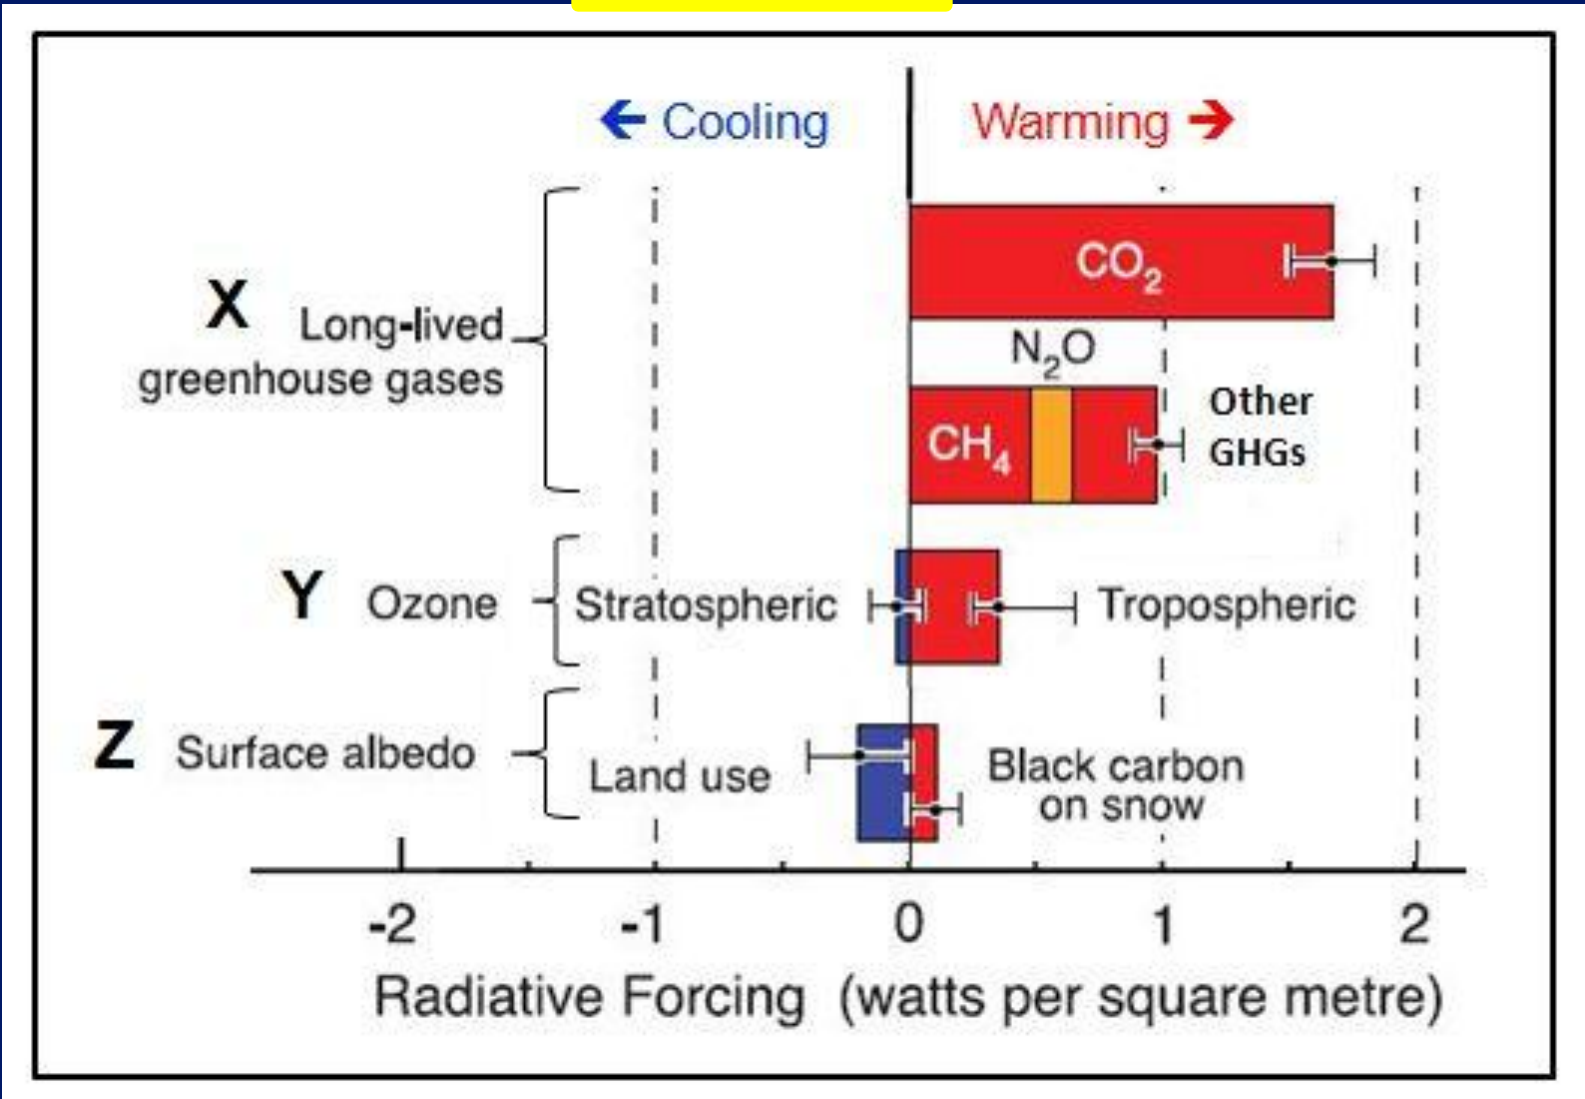 ← Cooling
Warming →
CO₂
X Long-lived
greenhouse gases
N₂O
CH₄
Other
GHGs
Y Ozone
Stratospheric
Tropospheric
Z Surface albedo
Land use
Black carbon
on snow
-2 -1 0 1 2
Radiative Forcing (watts per square metre)